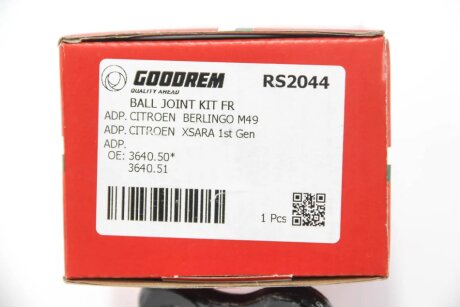 GOODREM RS2044
QUALITY AHEAD
BALL JOINT KIT FR
ADP. CITROEN BERLINGO M49
ADP. CITROEN XSARA 1st Gen
ADP.
OE: 3640.50*
3640.51
1 Pcs